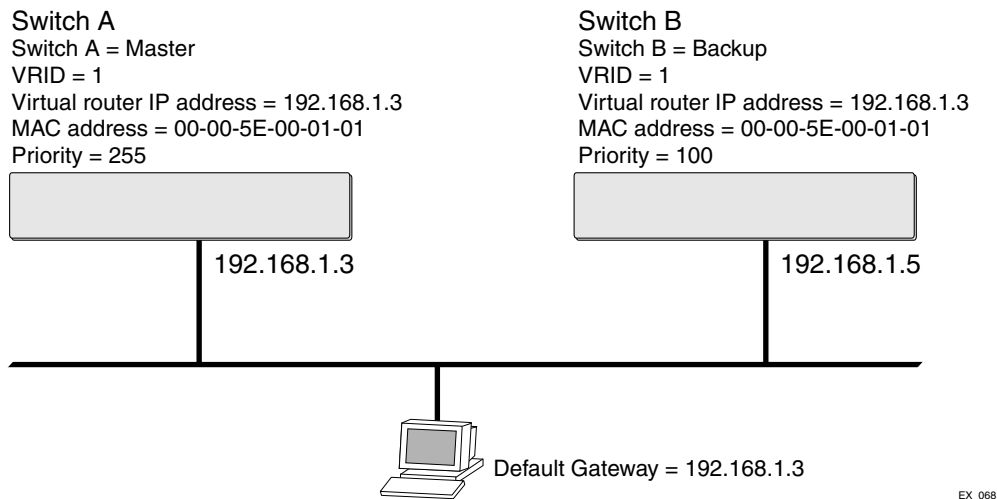 Switch A
Switch A = Master
VRID = 1
Virtual router IP address = 192.168.1.3
MAC address = 00-00-5E-00-01-01
Priority = 255
Switch B
Switch B = Backup
VRID = 1
Virtual router IP address = 192.168.1.3
MAC address = 00-00-5E-00-01-01
Priority = 100
192.168.1.3
192.168.1.5
Default Gateway = 192.168.1.3
EX_068